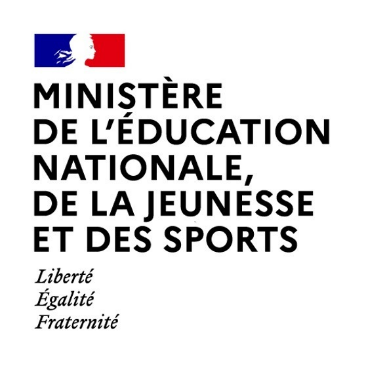 MINISTÈRE
DE L'ÉDUCATION
NATIONALE,
DE LA JEUNESSE
ET DES SPORTS
Liberté
Égalité
Fraternité